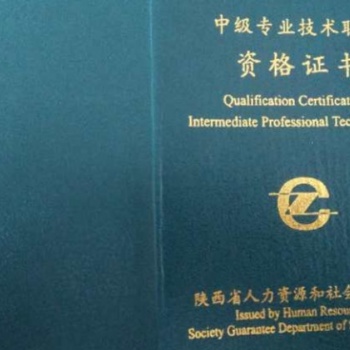 中级专业技术职
资格证书
Qualification Certificat
Intermediate Professional Tec
陕西省人力资源和社会
Issued by Human Resou
Society Guarantee Department of